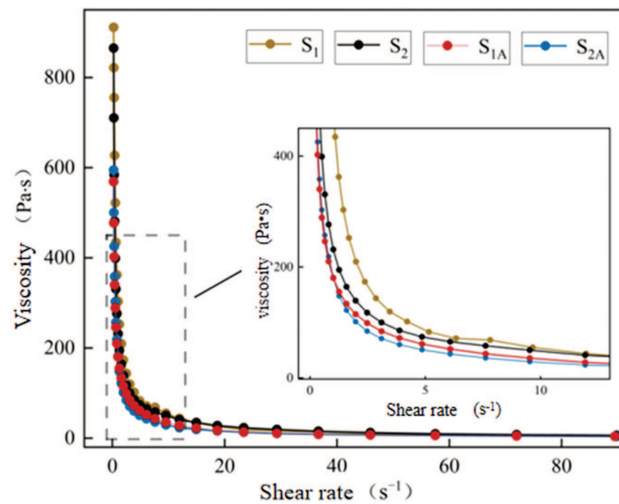 S₁ S₂ S₁A S₂A
800
600
400
200
0
Viscosity (Pa·s)
0 20 40 60 80
Shear rate (s⁻¹)
400
200
0
viscosity (Pa•s)
0 5 10
Shear rate (s⁻¹)